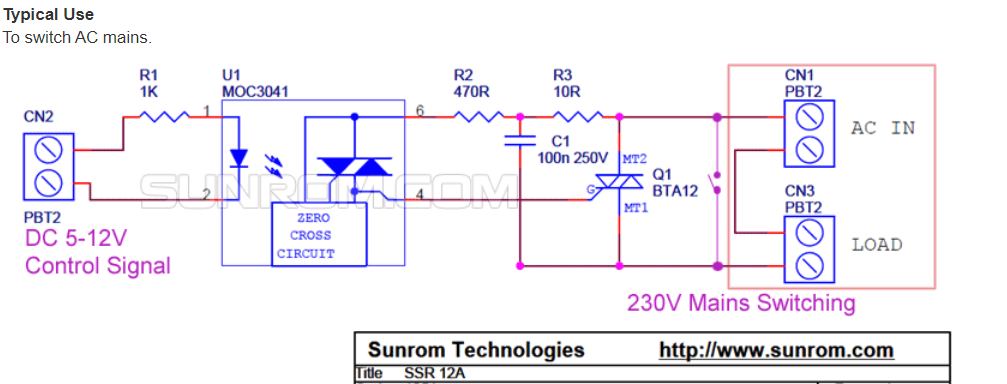 Typical Use
To switch AC mains.
R1
1K
U1
MOC3041
R2
470R
R3
10R
CN1
PBT2
CN2
1
6
AC IN
C1
100n 250V
MT2
Q1
BTA12
G
MT1
SUNROM.COM
2
4
CN3
PBT2
PBT2
ZERO
CROSS
CIRCUIT
LOAD
DC 5-12V
Control Signal
230V Mains Switching
Sunrom Technologies http://www.sunrom.com
Title SSR 12A